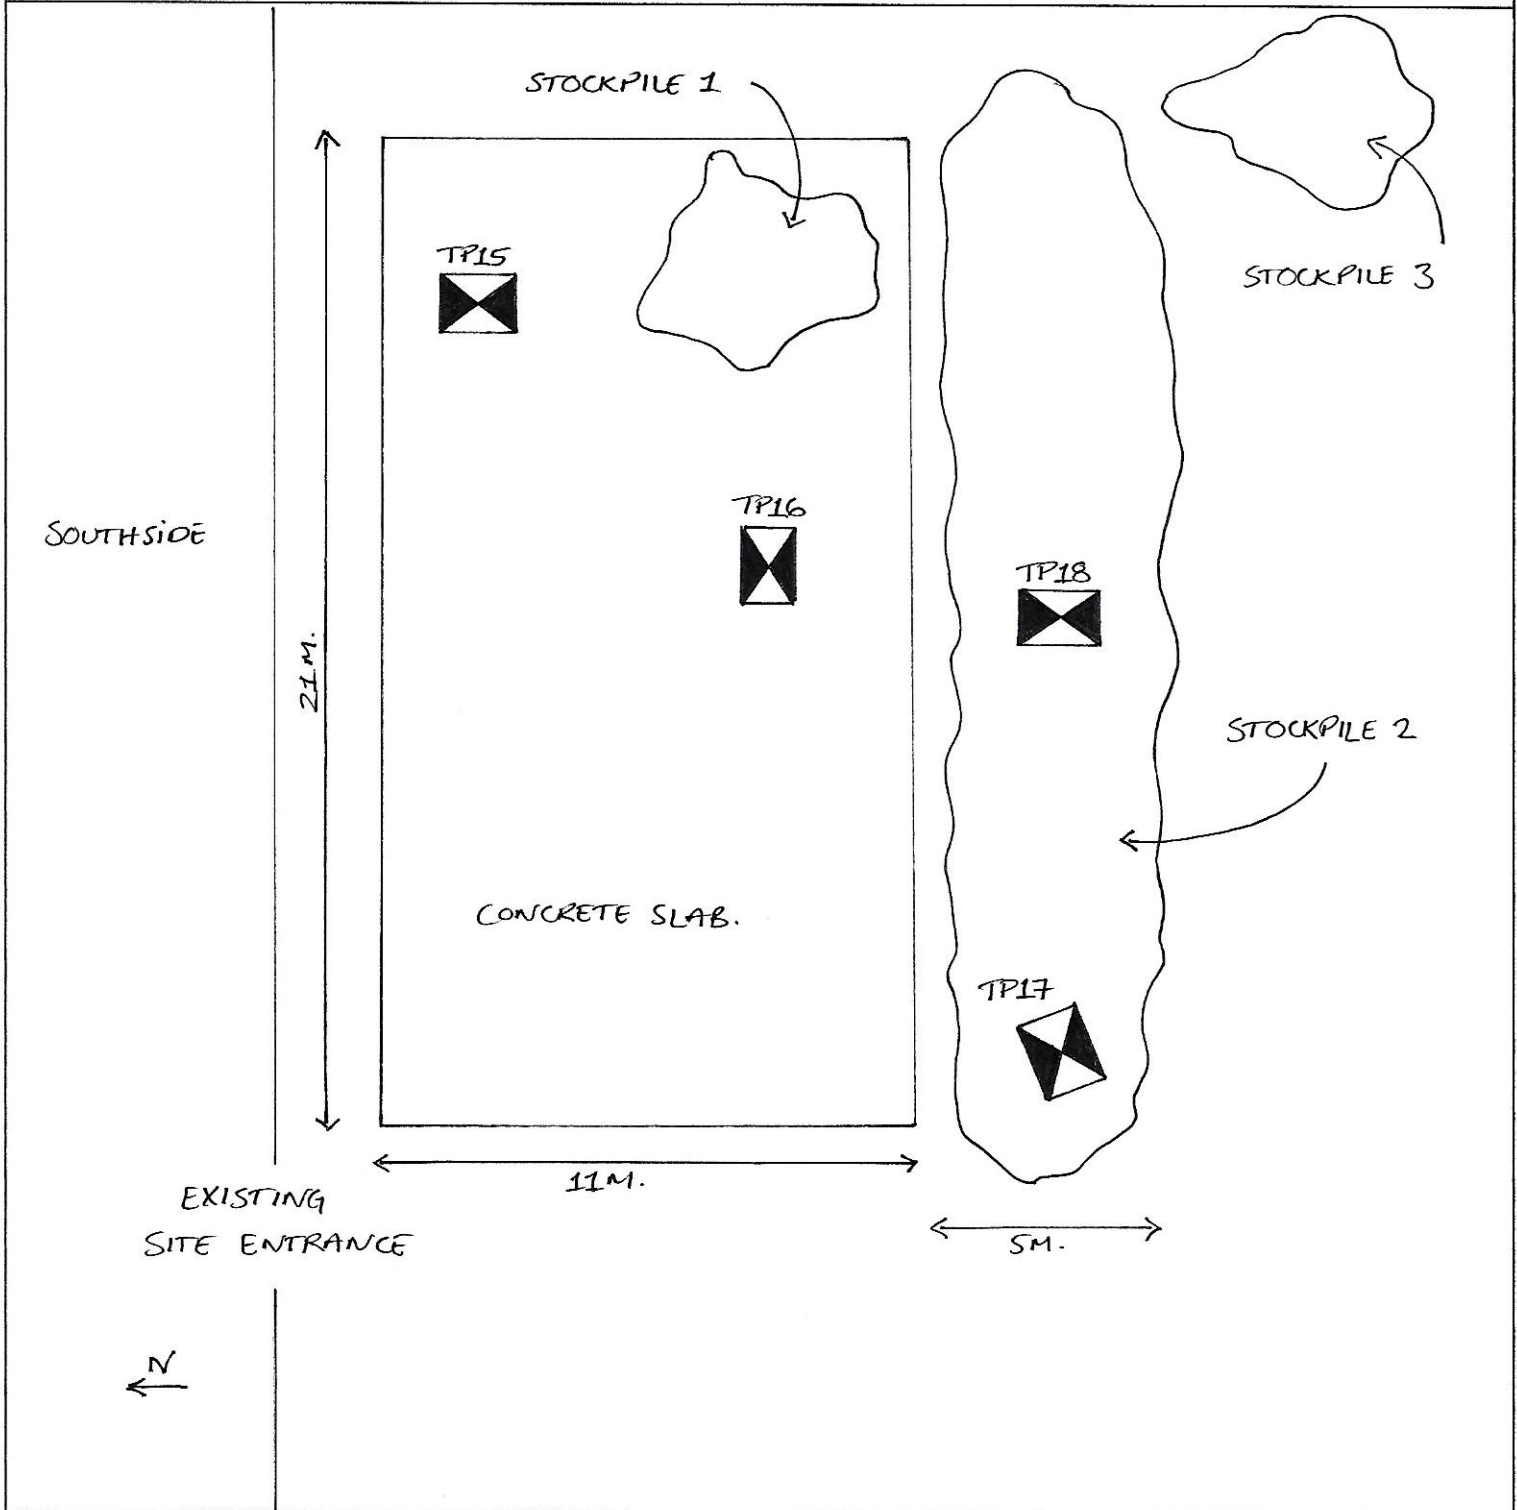 STOCKPILE 1
TP15
STOCKPILE 3
TP16
SOUTHSIDE
TP18
21M.
STOCKPILE 2
CONCRETE SLAB.
TP17
11M.
EXISTING
SITE ENTRANCE
5M.
N